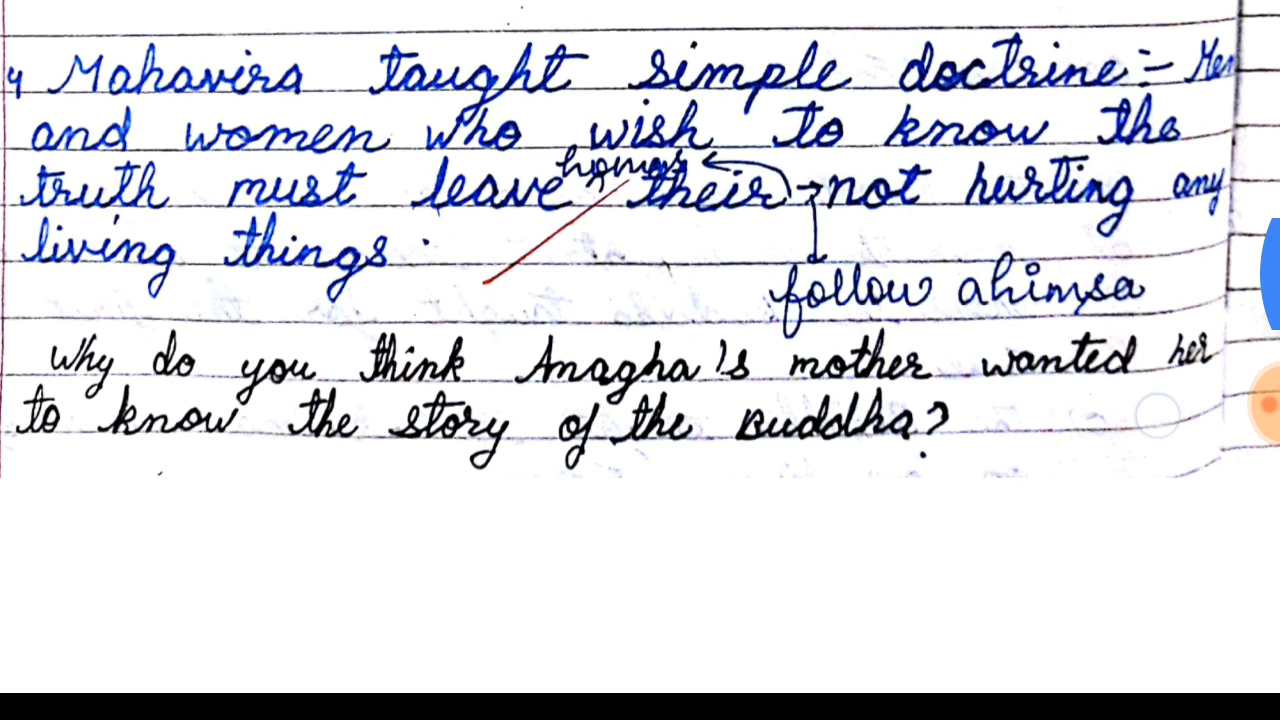 4 Mahavira taught simple doctrine :- Men
and women who wish to know the
homes
truth must leave their → not hurting any
living things.
follow ahimsa
Why do you think Anagha's mother wanted her
to know the story of the Buddha?